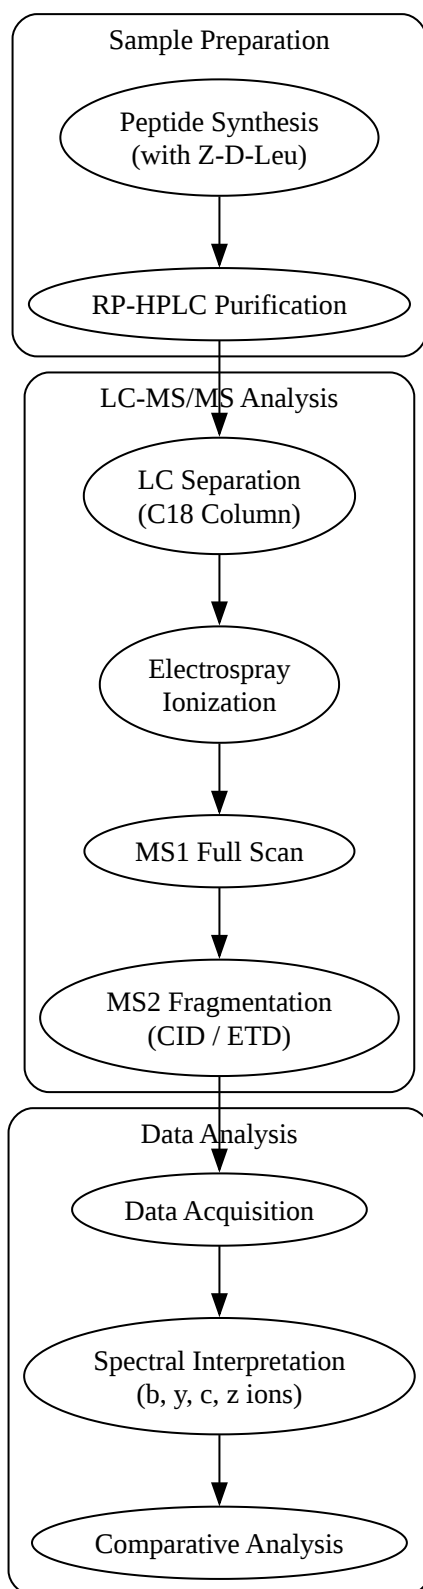 Sample Preparation
Peptide Synthesis
(with Z-D-Leu)
RP-HPLC Purification
LC-MS/MS Analysis
LC Separation
(C18 Column)
Electrospray
Ionization
MS1 Full Scan
MS2 Fragmentation
(CID / ETD)
Data Analysis
Data Acquisition
Spectral Interpretation
(b, y, c, z ions)
Comparative Analysis